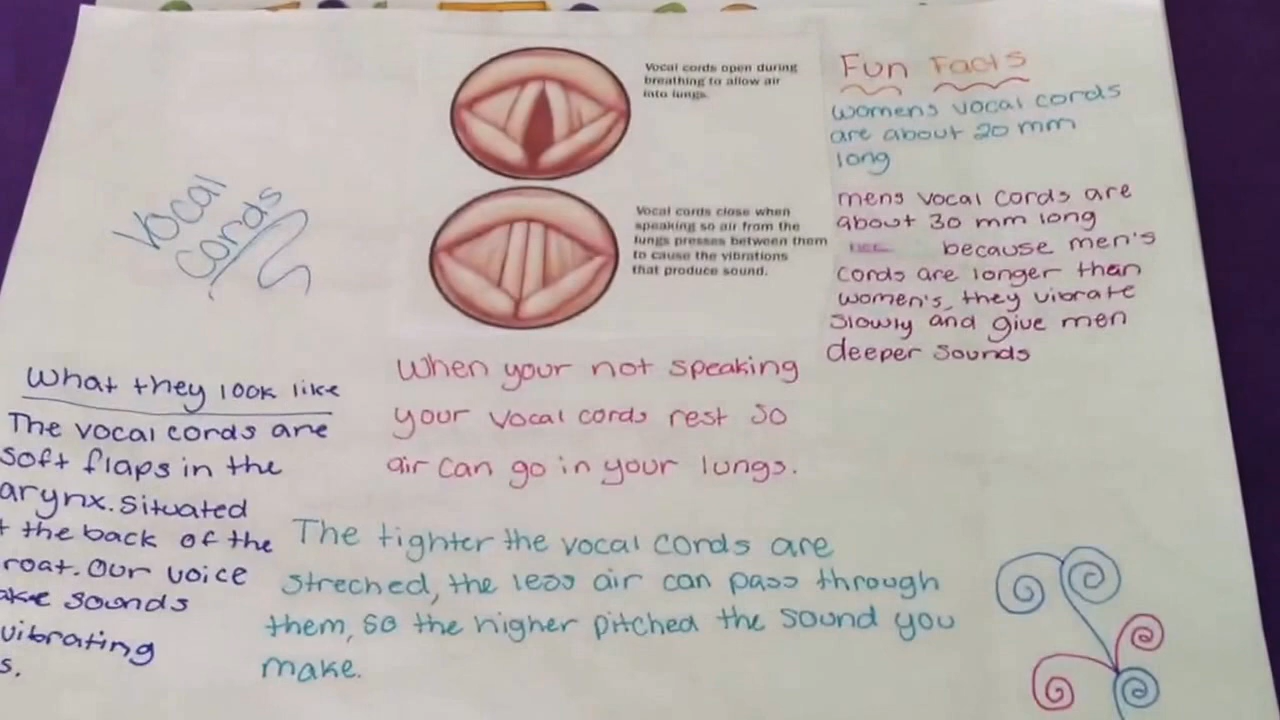 Vocal
Cords
Vocal cords open during
breathing to allow air
into lungs.
Vocal cords close when
speaking so air from the
lungs presses between them
to cause the vibrations
that produce sound.
Fun Facts
womens vocal cords
are about 20 mm
long
mens vocal cords are
about 30 mm long
because men's
cords are longer than
women's, they vibrate
slowly and give men
deeper sounds
What they look like
The vocal cords are
soft flaps in the
arynx. Situated
t the back of the
roat. Our voice
ake sounds
vibrating
s.
When your not speaking
your vocal cords rest so
air can go in your lungs.
The tighter the vocal cords are
streched, the less air can pass through
them, so the higher pitched the sound you
make.